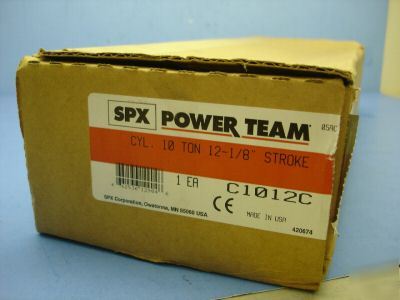 SPX POWER TEAM® 05AC
CYL. 10 TON 12-1/8" STROKE
1 EA C1012C
SPX Corporation, Owatonna, MN 55060 USA
CE MADE IN USA
420674